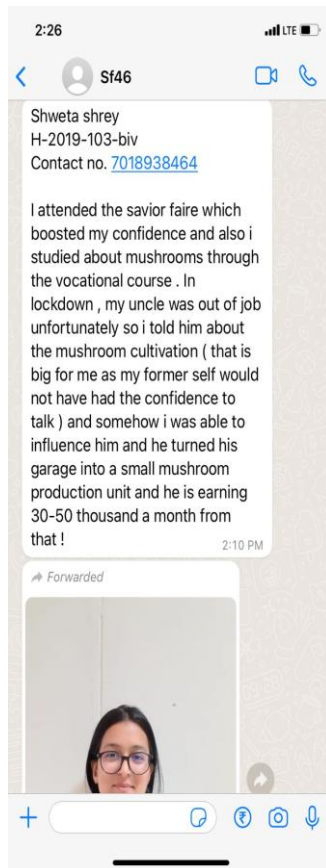 2:26
LTE
Sf46
Shweta shrey
H-2019-103-biv
Contact no. 7018938464
I attended the savior faire which
boosted my confidence and also i
studied about mushrooms through
the vocational course . In
lockdown , my uncle was out of job
unfortunately so i told him about
the mushroom cultivation ( that is
big for me as my former self would
not have had the confidence to
talk ) and somehow i was able to
influence him and he turned his
garage into a small mushroom
production unit and he is earning
30-50 thousand a month from
that !
2:10 PM
Forwarded
₹